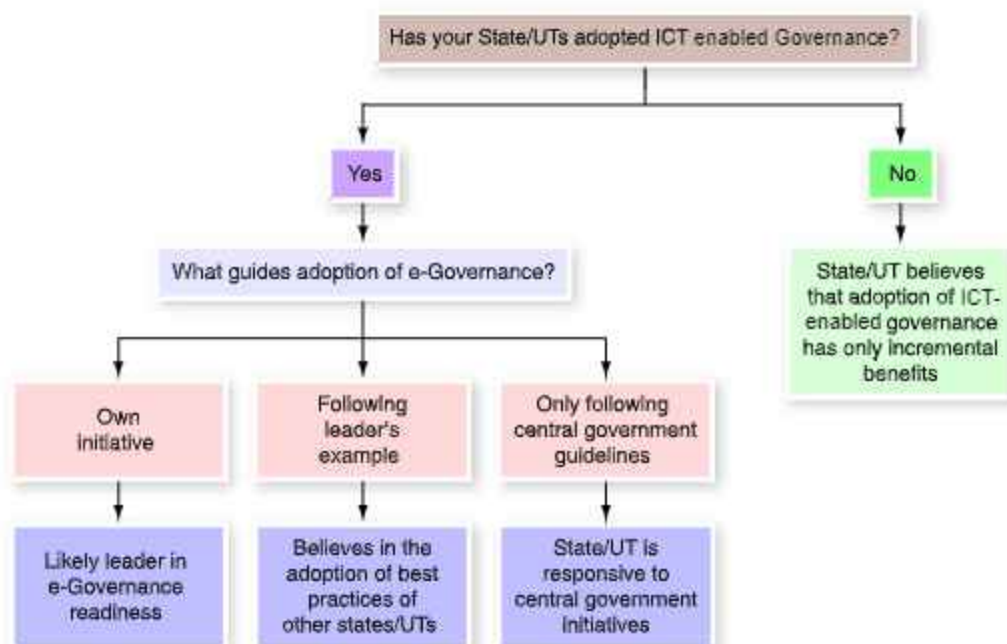 Has your State/UTs adopted ICT enabled Governance?
Yes
No
What guides adoption of e-Governance?
State/UT believes
that adoption of ICT-
enabled governance
has only incremental
benefits
Own
initiative
Following
leader's
example
Only following
central government
guidelines
Likely leader in
e-Governance
readiness
Believes in the
adoption of best
practices of
other states/UTs
State/UT is
responsive to
central government
initiatives